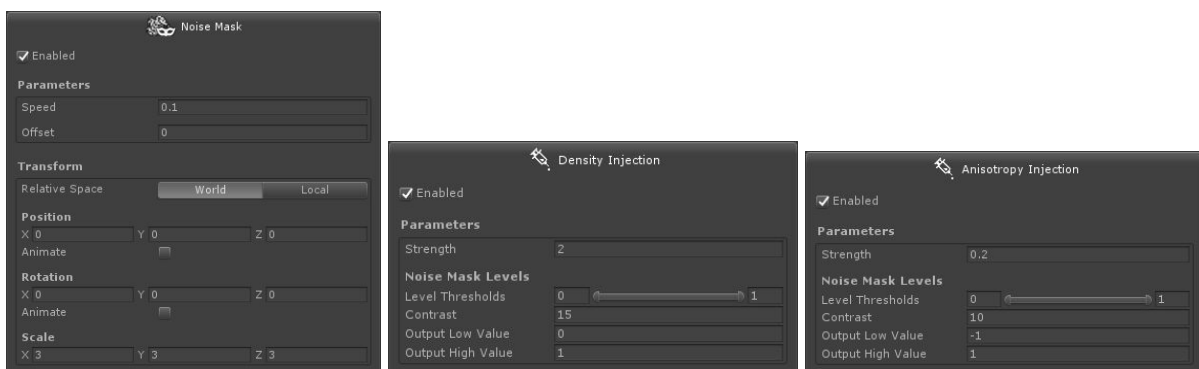 Noise Mask
Enabled
Parameters
Speed 0.1
Offset 0
Transform
Relative Space World Local
Position
X 0 Y 0 Z 0
Animate
Rotation
X 0 Y 0 Z 0
Animate
Scale
X 3 Y 3 Z 3
Density Injection
Enabled
Parameters
Strength 2
Noise Mask Levels
Level Thresholds 0 1
Contrast 15
Output Low Value 0
Output High Value 1
Anisotropy Injection
Enabled
Parameters
Strength 0.2
Noise Mask Levels
Level Thresholds 0 1
Contrast 10
Output Low Value -1
Output High Value 1